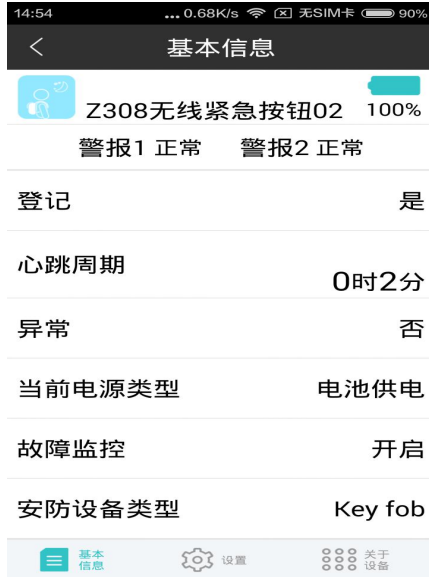 14:54 ... 0.68K/s 无SIM卡 90%
基本信息
Z308无线紧急按钮02 100%
警报1 正常 警报2 正常
登记 是
心跳周期 0时2分
异常 否
当前电源类型 电池供电
故障监控 开启
安防设备类型 Key fob
基本信息 设置 关于设备